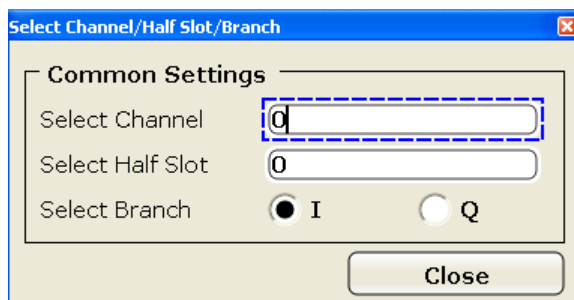 Select Channel/Half Slot/Branch
Common Settings
Select Channel 0
Select Half Slot 0
Select Branch I Q
Close